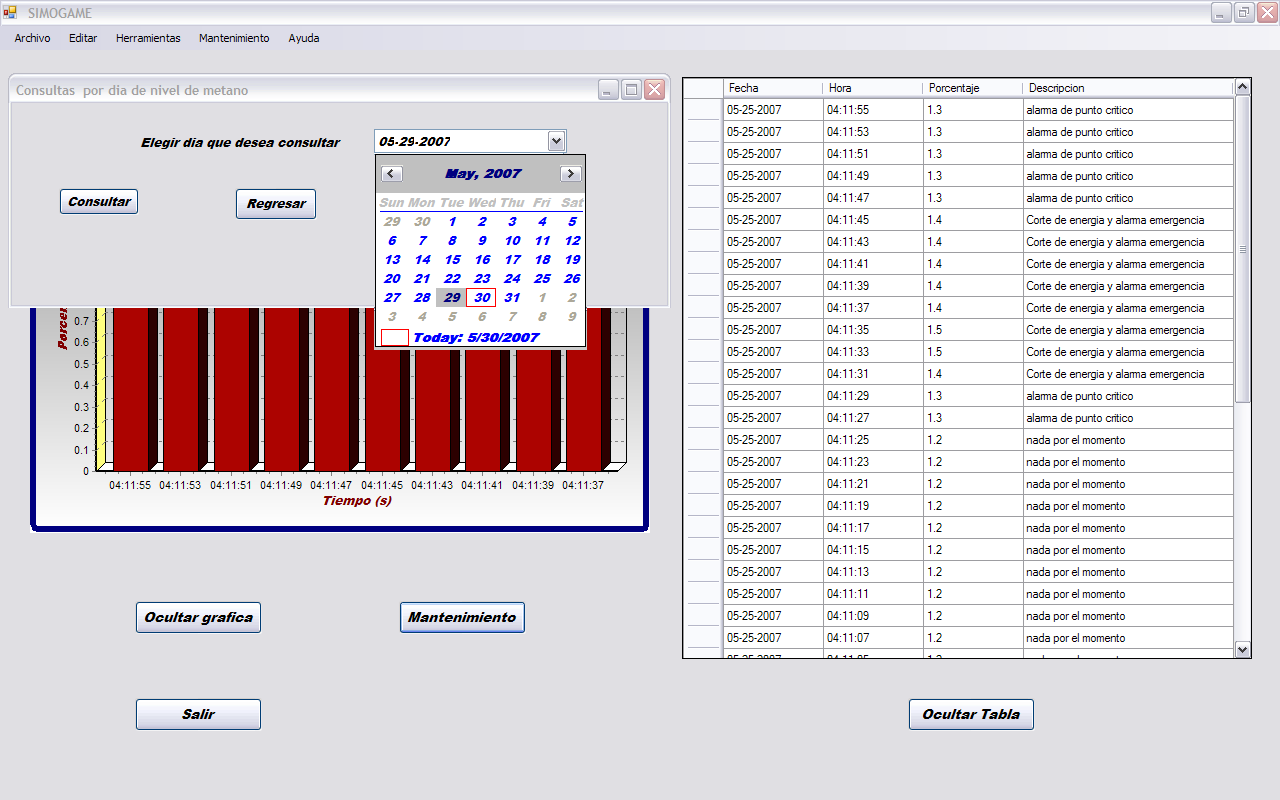 SIMOGAME
Archivo Editar Herramientas Mantenimiento Ayuda
Consultas por dia de nivel de metano
Elegir dia que desea consultar
05-29-2007
Consultar
Regresar
May, 2007
Sun Mon Tue Wed Thu Fri Sat
29 30 1 2 3 4 5
6 7 8 9 10 11 12
13 14 15 16 17 18 19
20 21 22 23 24 25 26
27 28 29 30 31 1 2
3 4 5 6 7 8 9
Today: 5/30/2007
0.7
0.6
0.5
0.4
0.3
0.2
0.1
0
04:11:55 04:11:53 04:11:51 04:11:49 04:11:47 04:11:45 04:11:43 04:11:41 04:11:39 04:11:37
Tiempo (s)
Ocultar grafica
Mantenimiento
Salir
Fecha Hora Porcentaje Descripcion
05-25-2007 04:11:55 1.3 alarma de punto critico
05-25-2007 04:11:53 1.3 alarma de punto critico
05-25-2007 04:11:51 1.3 alarma de punto critico
05-25-2007 04:11:49 1.3 alarma de punto critico
05-25-2007 04:11:47 1.3 alarma de punto critico
05-25-2007 04:11:45 1.4 Corte de energia y alarma emergencia
05-25-2007 04:11:43 1.4 Corte de energia y alarma emergencia
05-25-2007 04:11:41 1.4 Corte de energia y alarma emergencia
05-25-2007 04:11:39 1.4 Corte de energia y alarma emergencia
05-25-2007 04:11:37 1.4 Corte de energia y alarma emergencia
05-25-2007 04:11:35 1.5 Corte de energia y alarma emergencia
05-25-2007 04:11:33 1.5 Corte de energia y alarma emergencia
05-25-2007 04:11:31 1.4 Corte de energia y alarma emergencia
05-25-2007 04:11:29 1.3 alarma de punto critico
05-25-2007 04:11:27 1.3 alarma de punto critico
05-25-2007 04:11:25 1.2 nada por el momento
05-25-2007 04:11:23 1.2 nada por el momento
05-25-2007 04:11:21 1.2 nada por el momento
05-25-2007 04:11:19 1.2 nada por el momento
05-25-2007 04:11:17 1.2 nada por el momento
05-25-2007 04:11:15 1.2 nada por el momento
05-25-2007 04:11:13 1.2 nada por el momento
05-25-2007 04:11:11 1.2 nada por el momento
05-25-2007 04:11:09 1.2 nada por el momento
05-25-2007 04:11:07 1.2 nada por el momento
Ocultar Tabla